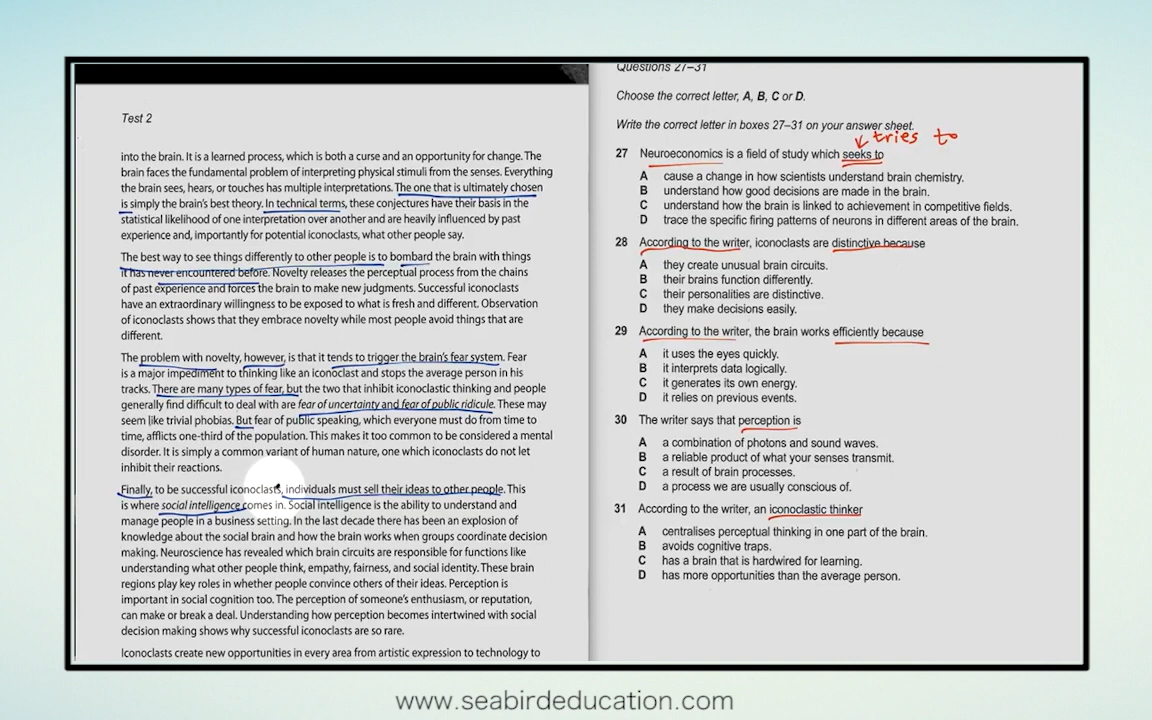 Test 2
into the brain. It is a learned process, which is both a curse and an opportunity for change. The
brain faces the fundamental problem of interpreting physical stimuli from the senses. Everything
the brain sees, hears, or touches has multiple interpretations. The one that is ultimately chosen
is simply the brain's best theory. In technical terms, these conjectures have their basis in the
statistical likelihood of one interpretation over another and are heavily influenced by past
experience and, importantly for potential iconoclasts, what other people say.
The best way to see things differently to other people is to bombard the brain with things
it has never encountered before. Novelty releases the perceptual process from the chains
of past experience and forces the brain to make new judgments. Successful iconoclasts
have an extraordinary willingness to be exposed to what is fresh and different. Observation
of iconoclasts shows that they embrace novelty while most people avoid things that are
different.
The problem with novelty, however, is that it tends to trigger the brain's fear system. Fear
is a major impediment to thinking like an iconoclast and stops the average person in his
tracks. There are many types of fear, but the two that inhibit iconoclastic thinking and people
generally find difficult to deal with are fear of uncertainty and fear of public ridicule. These may
seem like trivial phobias. But fear of public speaking, which everyone must do from time to
time, afflicts one-third of the population. This makes it too common to be considered a mental
disorder. It is simply a common variant of human nature, one which iconoclasts do not let
inhibit their reactions.
Finally, to be successful iconoclasts, individuals must sell their ideas to other people. This
is where social intelligence comes in. Social intelligence is the ability to understand and
manage people in a business setting. In the last decade there has been an explosion of
knowledge about the social brain and how the brain works when groups coordinate decision
making. Neuroscience has revealed which brain circuits are responsible for functions like
understanding what other people think, empathy, fairness, and social identity. These brain
regions play key roles in whether people convince others of their ideas. Perception is
important in social cognition too. The perception of someone's enthusiasm, or reputation,
can make or break a deal. Understanding how perception becomes intertwined with social
decision making shows why successful iconoclasts are so rare.
Iconoclasts create new opportunities in every area from artistic expression to technology to
Questions 27–31
Choose the correct letter, A, B, C or D.
Write the correct letter in boxes 27–31 on your answer sheet.
tries to
27 Neuroeconomics is a field of study which seeks to
A cause a change in how scientists understand brain chemistry.
B understand how good decisions are made in the brain.
C understand how the brain is linked to achievement in competitive fields.
D trace the specific firing patterns of neurons in different areas of the brain.
28 According to the writer, iconoclasts are distinctive because
A they create unusual brain circuits.
B their brains function differently.
C their personalities are distinctive.
D they make decisions easily.
29 According to the writer, the brain works efficiently because
A it uses the eyes quickly.
B it interprets data logically.
C it generates its own energy.
D it relies on previous events.
30 The writer says that perception is
A a combination of photons and sound waves.
B a reliable product of what your senses transmit.
C a result of brain processes.
D a process we are usually conscious of.
31 According to the writer, an iconoclastic thinker
A centralises perceptual thinking in one part of the brain.
B avoids cognitive traps.
C has a brain that is hardwired for learning.
D has more opportunities than the average person.
www.seabirdeducation.com